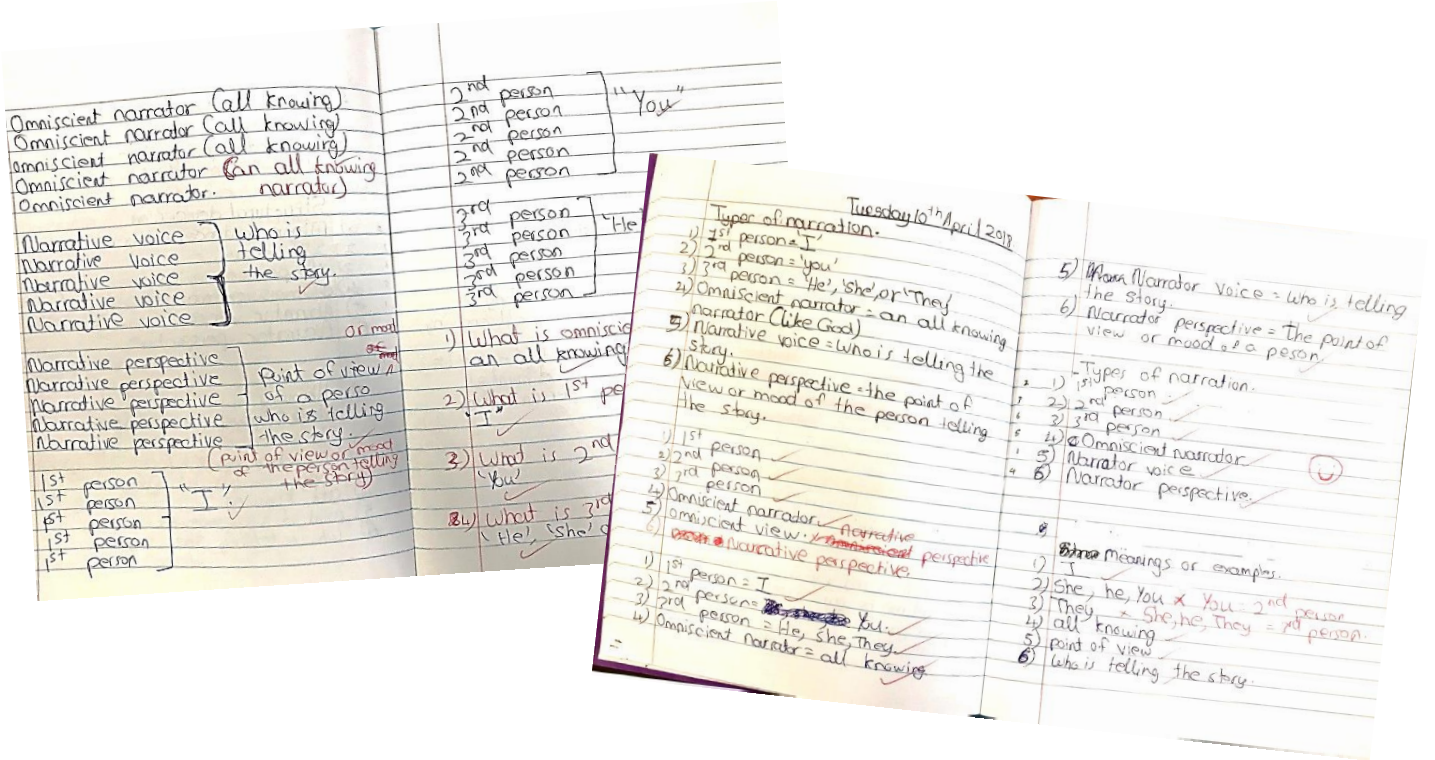 Omniscient narrator (all knowing)
Omniscient narrator (all knowing)
omniscient narrator (all knowing)
Omniscient narrator (an all knowing
Omniscient narrator. narrator)
Narrative voice
Narrative voice
Narrative voice
Narrative voice
Narrative voice
who is
telling
the story.
or mood
Narrative perspective
Narrative perspective
Narrative perspective
Narrative perspective
Narrative perspective
point of view
of a perso
who is telling
the story.
(point of view or mood
of the person telling
the story)
1st person
1st person
1st person
1st person
1st person
"I".
2nd person
2nd person
2nd person
2nd person
2nd person
"You"
3rd person
3rd person
3rd person
3rd person
3rd person
"He
1) What is omnisci
an all knowing
2) What is 1st pe
"I"
3) What is 2nd
'You'
4) What is 3rd
'He', 'She'
Tuesday 10th April 2018
Types of narration.
1) 1st person = 'I'
2) 2nd person = 'you'
3) 3rd person = 'He', 'She', or 'They'
4) Omniscient narrator = an all knowing
narrator (like God)
5) Narrative voice = who is telling the
story.
6) Narrative perspective = the point of
view or mood of the person telling
the story.
1) 1st person
2) 2nd person
3) 3rd person
4) Omniscient narrator
5) omniscient view. x narrative perspective
6) Narrative perspective.
1) 1st person = I
2) 2nd person = You.
3) 3rd person = He, She, They
4) Omniscient narrator = all knowing
5) Narrator voice = who is telling
the story.
6) Narrator perspective = the point of
view or mood of a peson
-Types of narration.
1) 1st person
2) 2nd person
3) 3rd person
4) Omniscient narrator
5) Narrator voice
6) Narrator perspective.
meanings or examples.
1) I
2) She, he, You x You = 2nd person
3) They x She, he, They = 3rd person.
4) all knowing
5) point of view
6) who is telling the story.